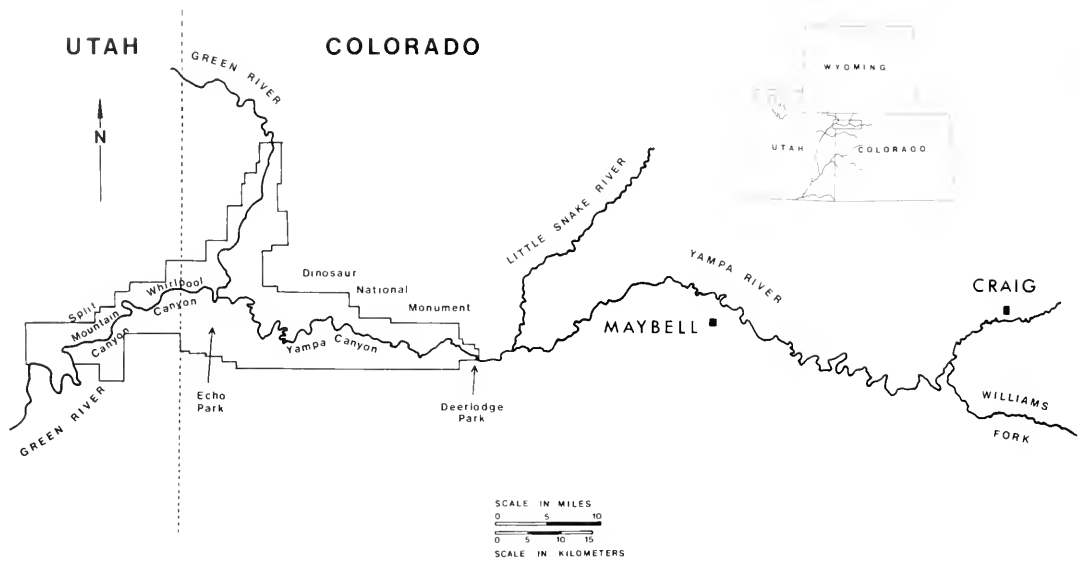 UTAH
COLORADO
GREEN RIVER
N
WYOMING
UTAH
COLORADO
LITTLE SNAKE RIVER
YAMPA RIVER
CRAIG
MAYBELL
Dinosaur
National
Monument
Split
Mountain
Canyon
Whirlpool
Canyon
Yampa Canyon
Echo
Park
Deerlodge
Park
GREEN RIVER
WILLIAMS
FORK
SCALE IN MILES
0 5 10
0 5 10 15
SCALE IN KILOMETERS